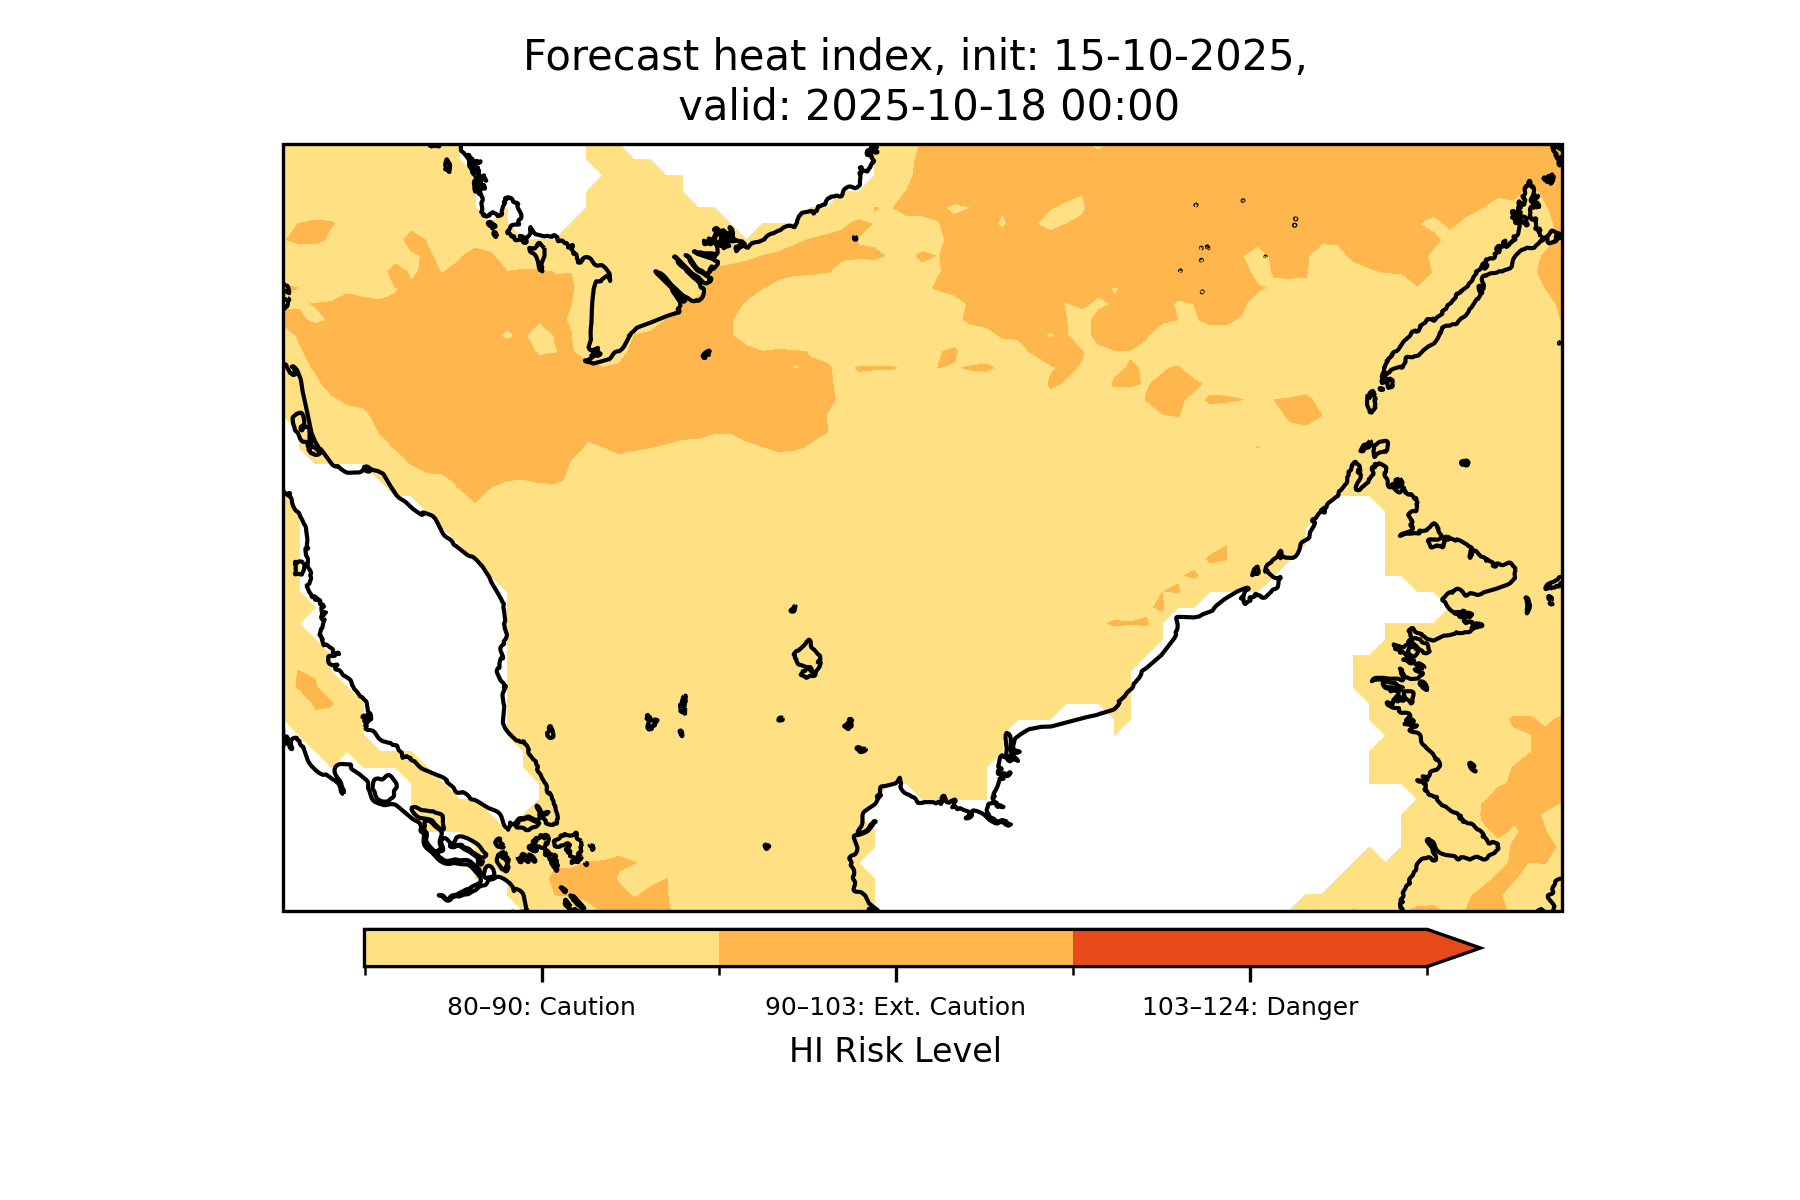 Forecast heat index, init: 15-10-2025,
valid: 2025-10-18 00:00
80–90: Caution
90–103: Ext. Caution
103–124: Danger
HI Risk Level